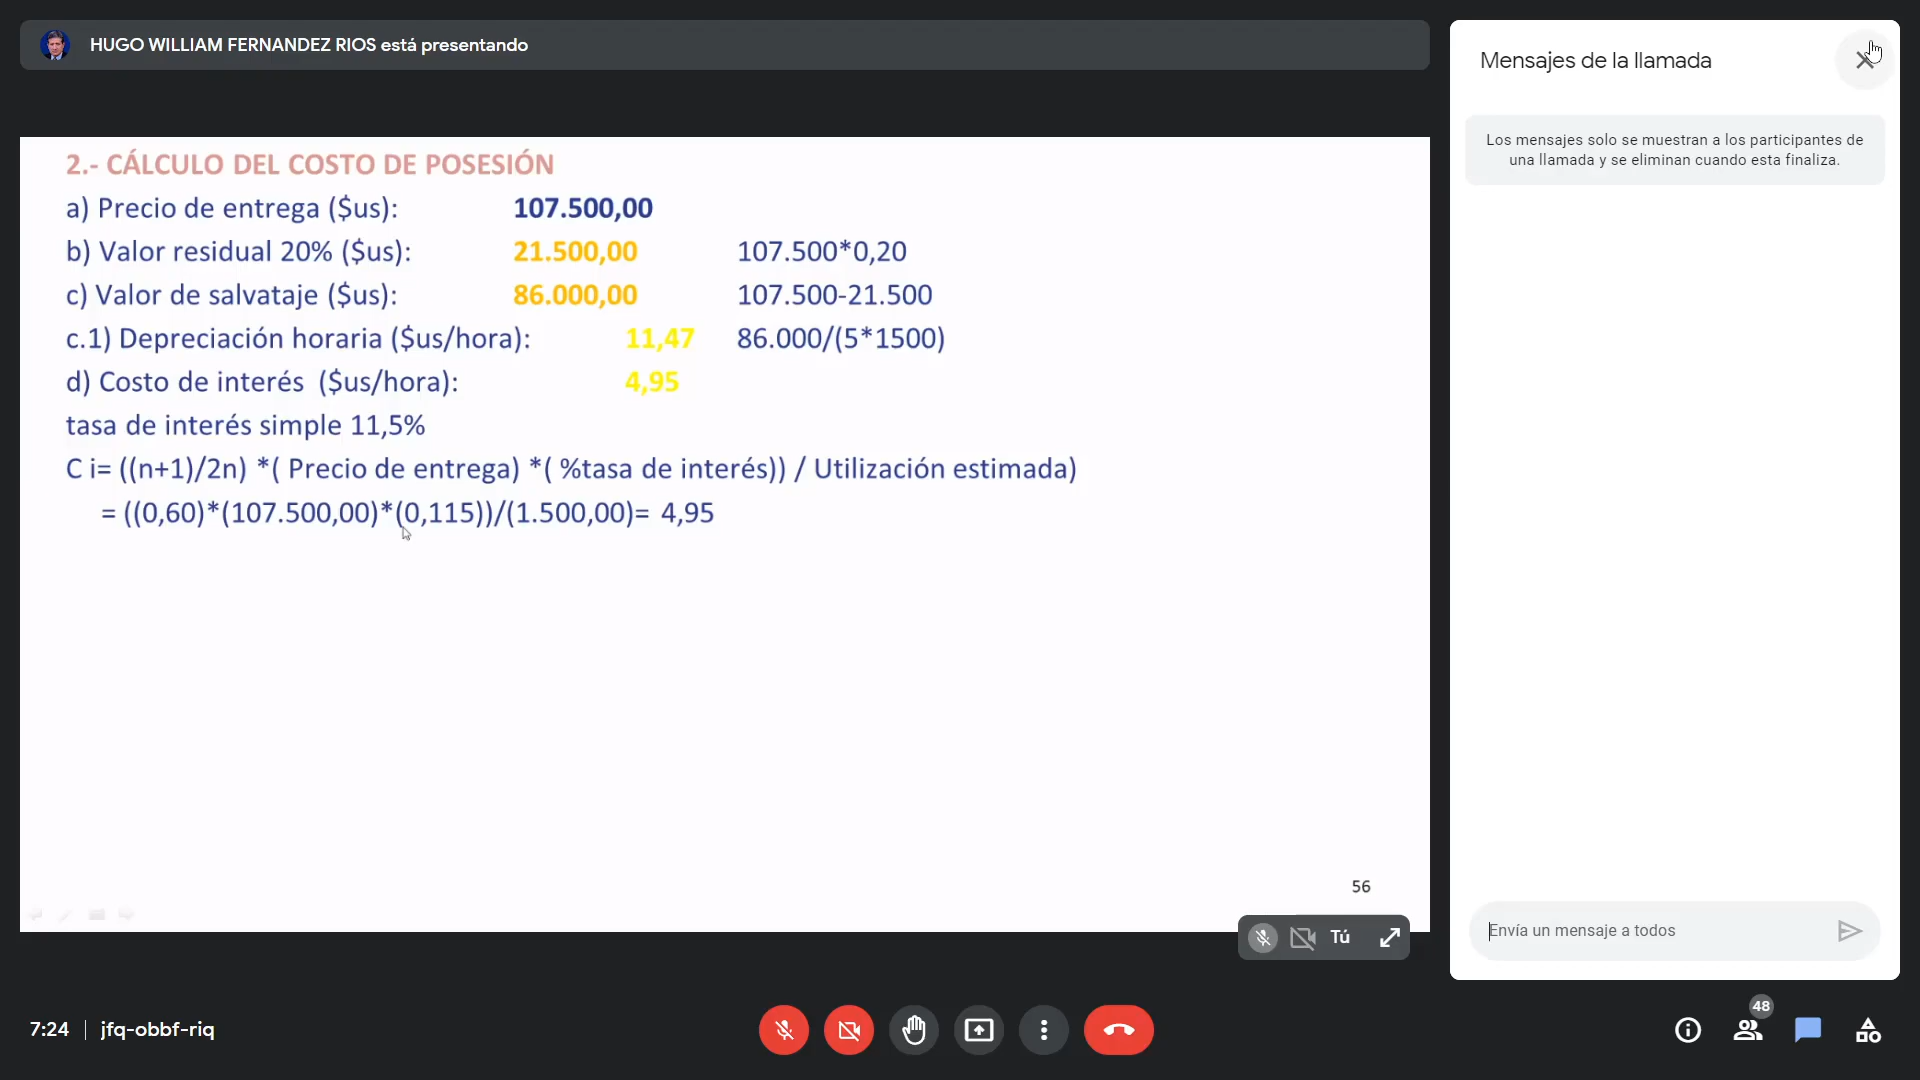 HUGO WILLIAM FERNANDEZ RIOS está presentando
2.- CÁLCULO DEL COSTO DE POSESIÓN
a) Precio de entrega ($us): 107.500,00
b) Valor residual 20% ($us): 21.500,00 107.500*0,20
c) Valor de salvataje ($us): 86.000,00 107.500-21.500
c.1) Depreciación horaria ($us/hora): 11,47 86.000/(5*1500)
d) Costo de interés ($us/hora): 4,95
tasa de interés simple 11,5%
C i= ((n+1)/2n) *( Precio de entrega) *( %tasa de interés)) / Utilización estimada)
= ((0,60)*(107.500,00)*(0,115))/(1.500,00)= 4,95
56
Tú
Mensajes de la llamada
Los mensajes solo se muestran a los participantes de
una llamada y se eliminan cuando esta finaliza.
Envía un mensaje a todos
7:24 | jfq-obbf-riq
48